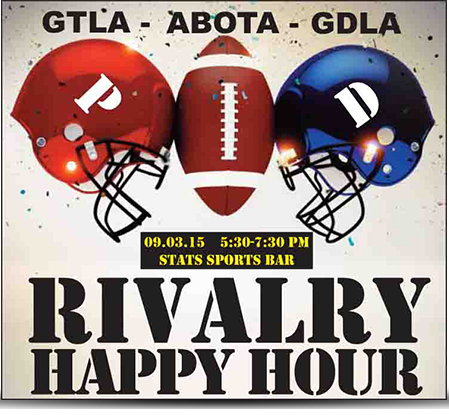 GTLA - ABOTA - GDLA
P D
09.03.15 5:30-7:30 PM
STATS SPORTS BAR
RIVALRY
HAPPY HOUR